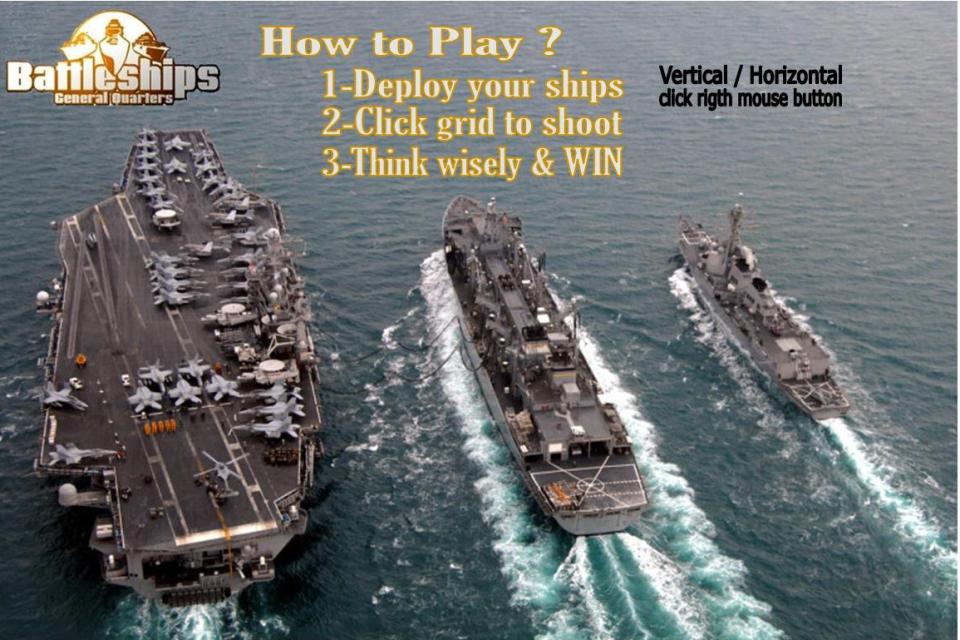 Battleships
General Quarters
How to Play ?
1-Deploy your ships
2-Click grid to shoot
3-Think wisely & WIN
Vertical / Horizontal
click rigth mouse button